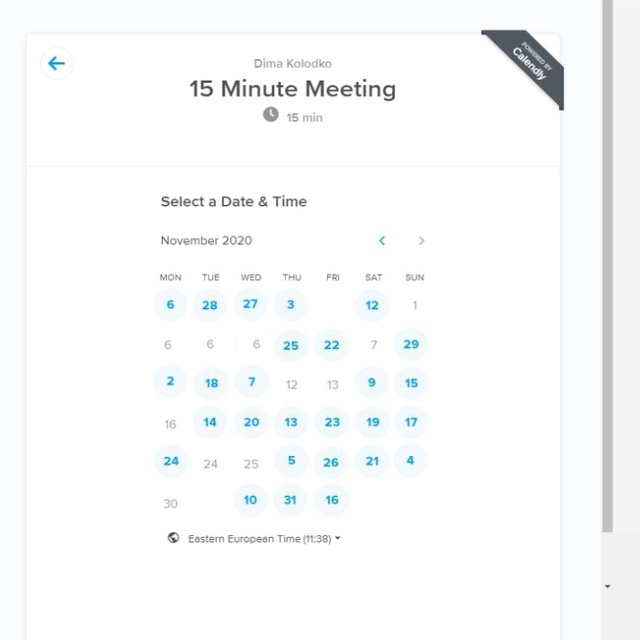 POWERED BY
Calendly
Dima Kolodko
15 Minute Meeting
15 min
Select a Date & Time
November 2020
MON TUE WED THU FRI SAT SUN
6 28 27 3 12 1
6 6 6 25 22 7 29
2 18 7 12 13 9 15
16 14 20 13 23 19 17
24 24 25 5 26 21 4
30 10 31 16
Eastern European Time (11:38)